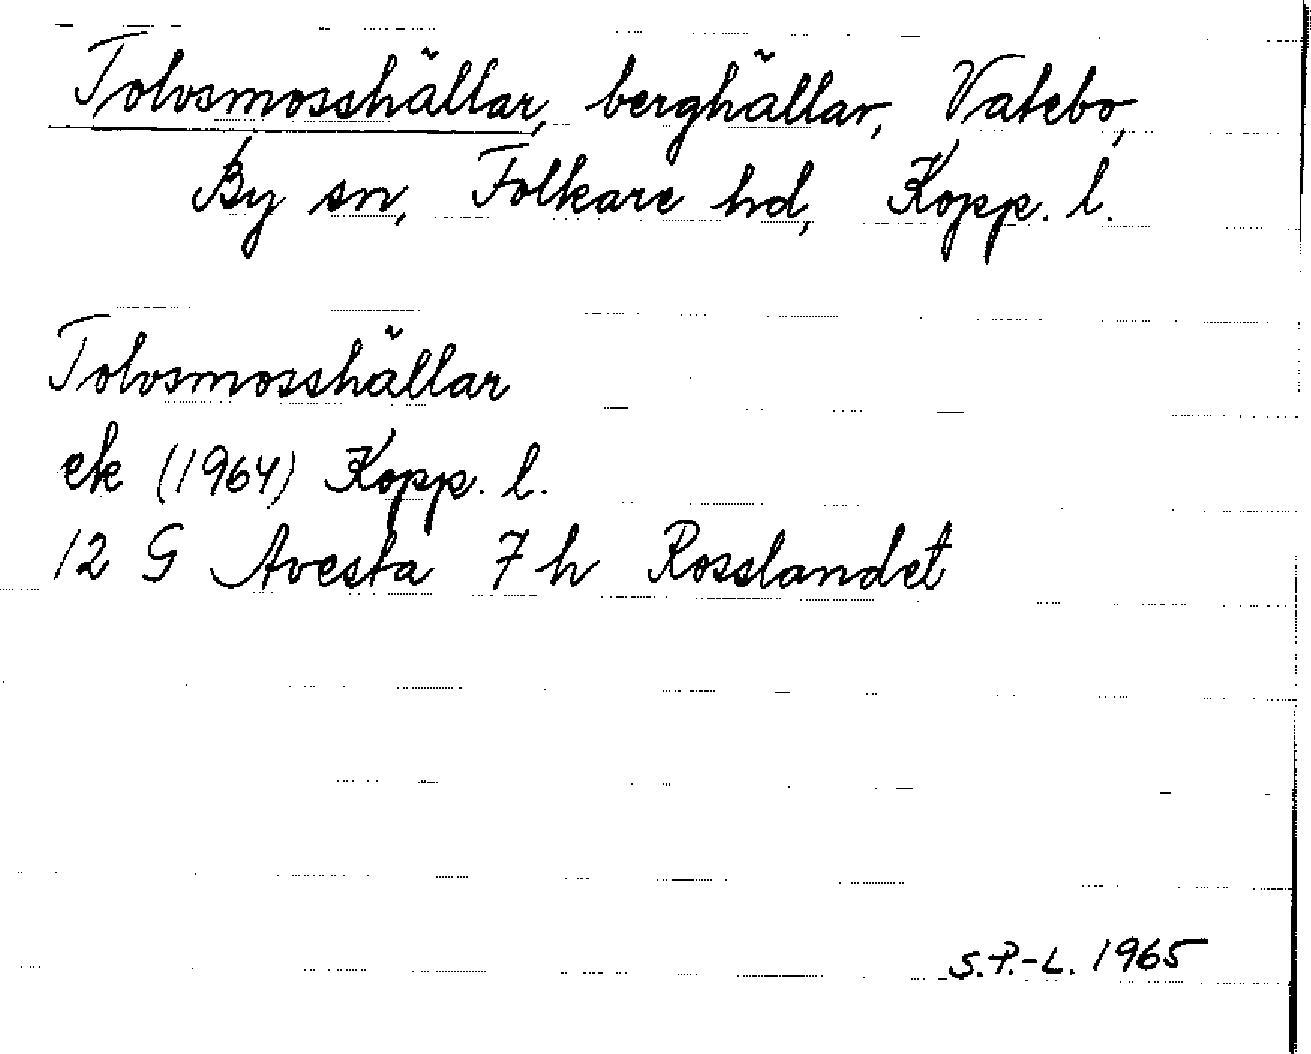 Tolvsmosshällar, berghällar, Vatebo,
By sn, Folkare hd, Kopp. l.
Tolvsmosshällar
ek (1964) Kopp. l.
12 G Avesta 7 h Rosslandet
S.P.-L. 1965